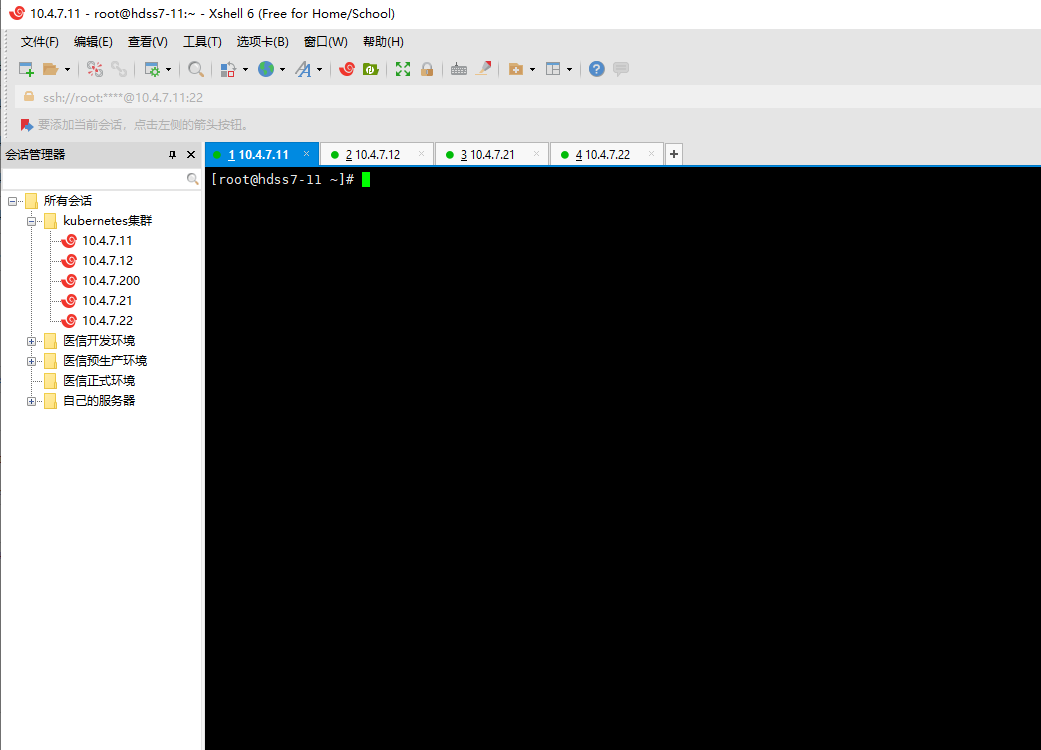 10.4.7.11 - root@hdss7-11:~ - Xshell 6 (Free for Home/School)
文件(F) 编辑(E) 查看(V) 工具(T) 选项卡(B) 窗口(W) 帮助(H)
ssh://root:****@10.4.7.11:22
要添加当前会话，点击左侧的箭头按钮。
会话管理器
1 10.4.7.11 2 10.4.7.12 3 10.4.7.21 4 10.4.7.22
[root@hdss7-11 ~]#
所有会话
kubernetes集群
10.4.7.11
10.4.7.12
10.4.7.200
10.4.7.21
10.4.7.22
医信开发环境
医信预生产环境
医信正式环境
自己的服务器